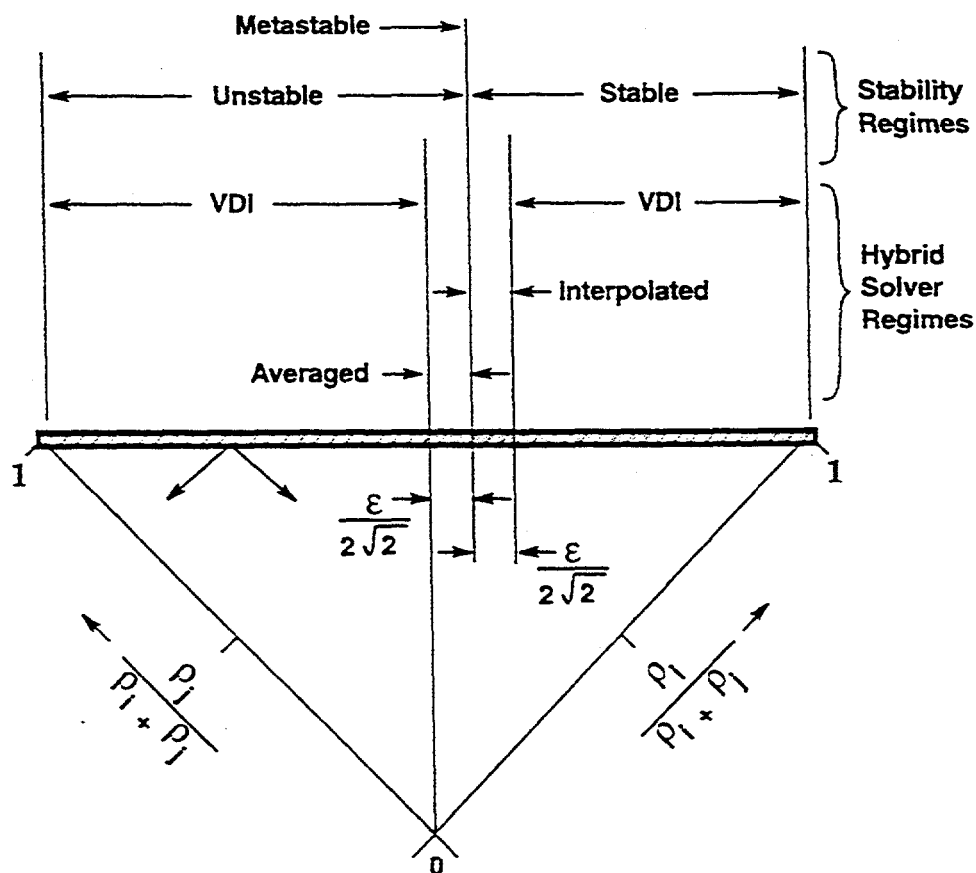 Metastable
Unstable
Stable
Stability
Regimes
VDI
VDI
Hybrid
Solver
Regimes
Interpolated
Averaged
1
1
ε
2√2
ε
2√2
ρj
ρi + ρj
ρi
ρi + ρj
0